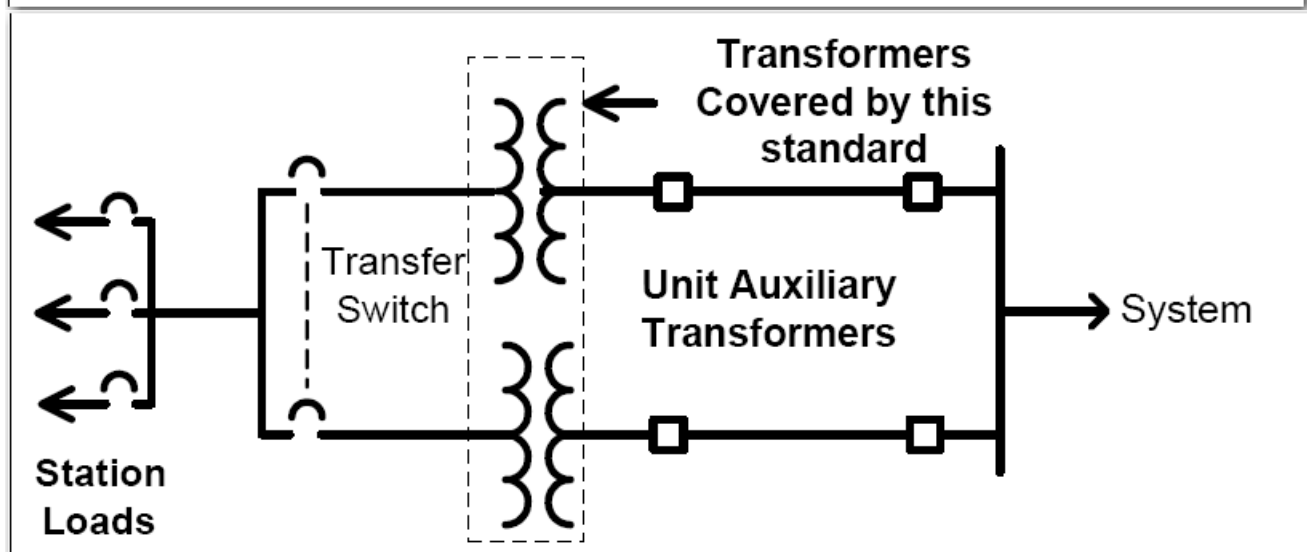 Transformers
Covered by this
standard
Transfer
Switch
Unit Auxiliary
Transformers
System
Station
Loads